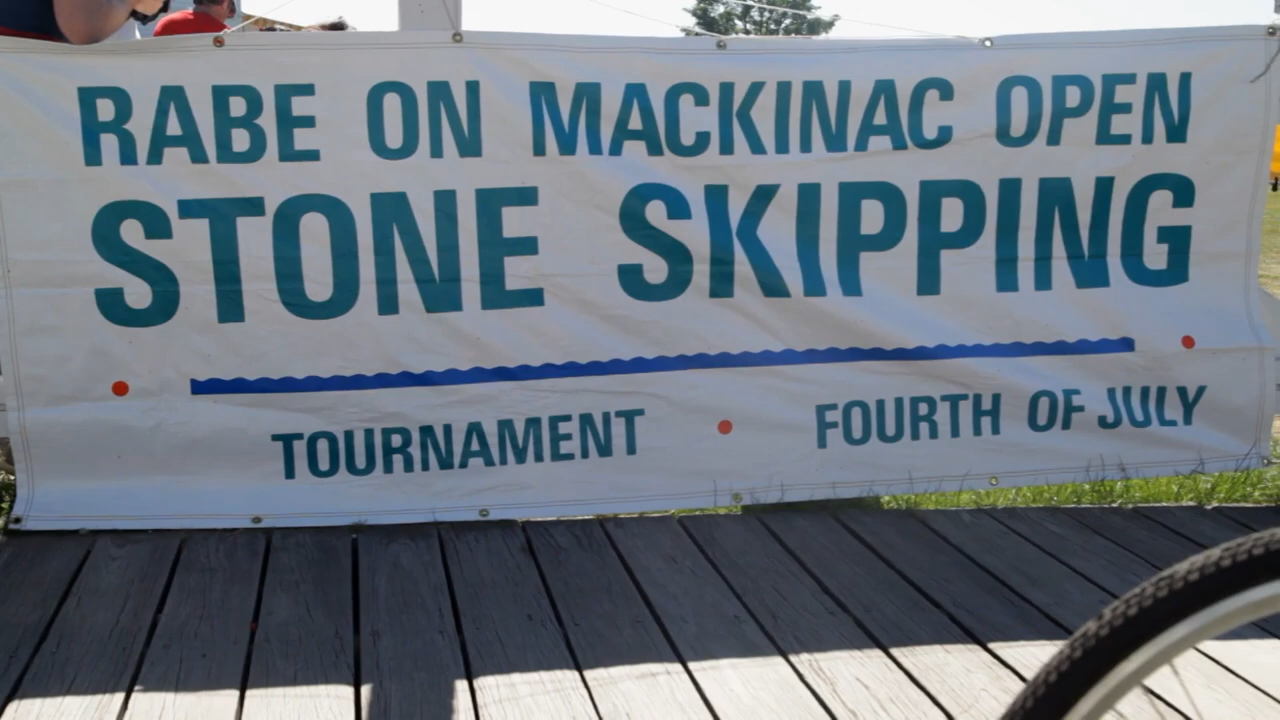 RABE ON MACKINAC OPEN
STONE SKIPPING
TOURNAMENT • FOURTH OF JULY